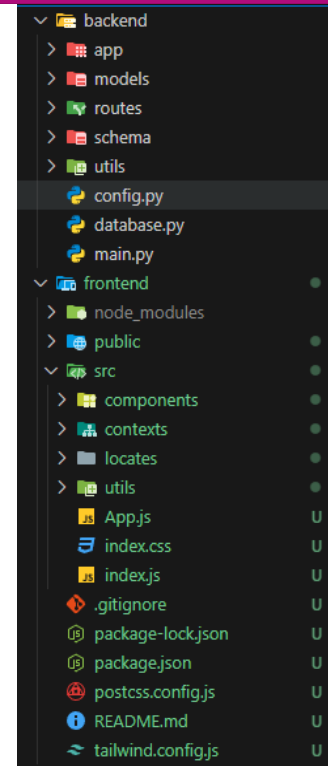 backend
app
models
routes
schema
utils
config.py
database.py
main.py
frontend
node_modules
public
src
components
contexts
locates
utils
JS App.js U
index.css U
JS index.js U
.gitignore U
package-lock.json U
package.json U
postcss.config.js U
README.md U
tailwind.config.js U